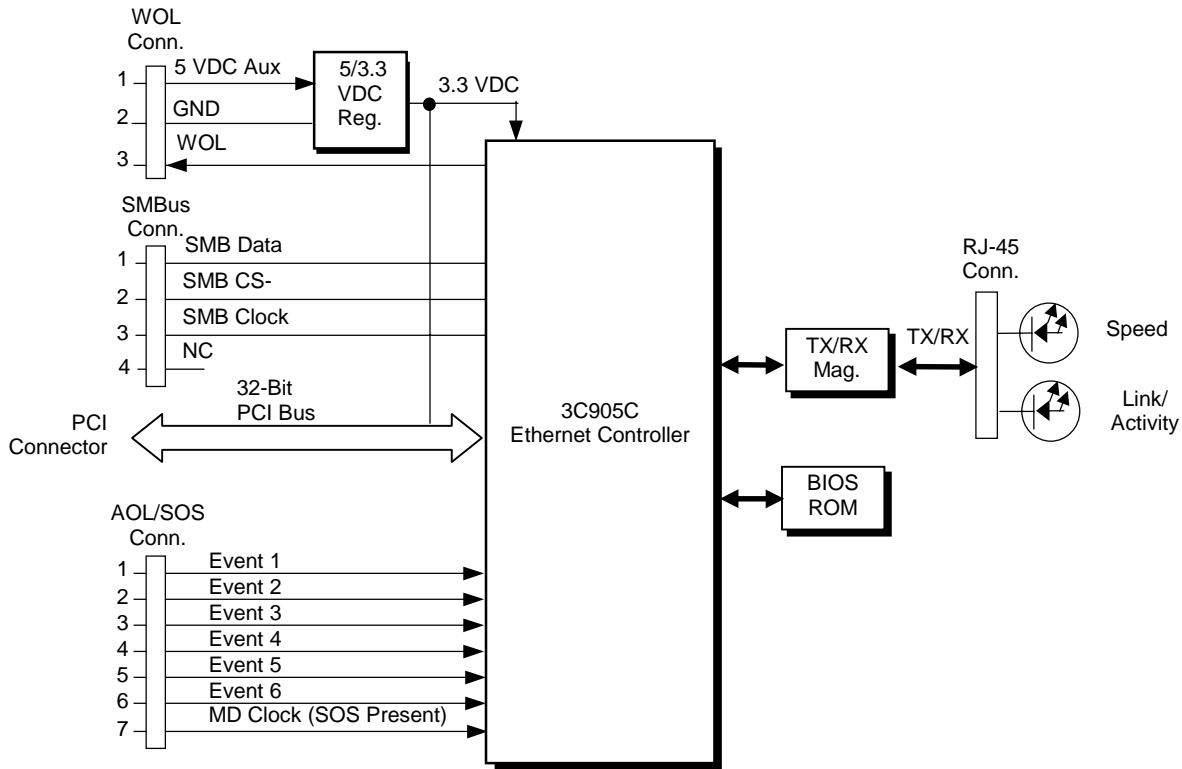 WOL
Conn.
1
5 VDC Aux
2
GND
3
WOL
5/3.3
VDC
Reg.
3.3 VDC
SMBus
Conn.
1
SMB Data
2
SMB CS-
3
SMB Clock
4
NC
32-Bit
PCI Bus
PCI
Connector
3C905C
Ethernet Controller
TX/RX
Mag.
TX/RX
RJ-45
Conn.
Speed
Link/
Activity
BIOS
ROM
AOL/SOS
Conn.
1
Event 1
2
Event 2
3
Event 3
4
Event 4
5
Event 5
6
Event 6
7
MD Clock (SOS Present)